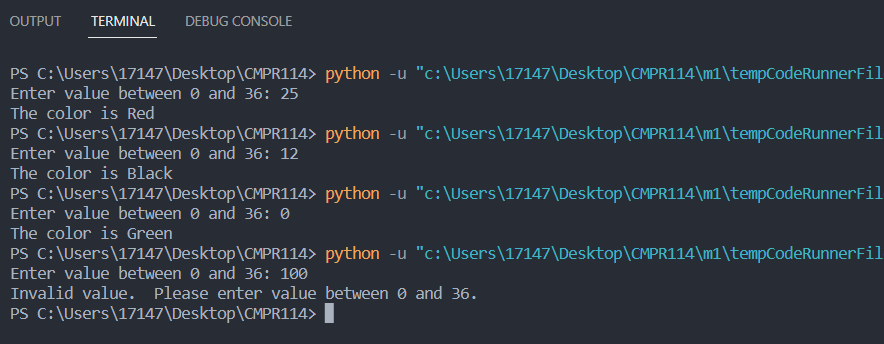 OUTPUT TERMINAL DEBUG CONSOLE
PS C:\Users\17147\Desktop\CMPR114> python -u "c:\Users\17147\Desktop\CMPR114\m1\tempCodeRunnerFil
Enter value between 0 and 36: 25
The color is Red
PS C:\Users\17147\Desktop\CMPR114> python -u "c:\Users\17147\Desktop\CMPR114\m1\tempCodeRunnerFil
Enter value between 0 and 36: 12
The color is Black
PS C:\Users\17147\Desktop\CMPR114> python -u "c:\Users\17147\Desktop\CMPR114\m1\tempCodeRunnerFil
Enter value between 0 and 36: 0
The color is Green
PS C:\Users\17147\Desktop\CMPR114> python -u "c:\Users\17147\Desktop\CMPR114\m1\tempCodeRunnerFil
Enter value between 0 and 36: 100
Invalid value.  Please enter value between 0 and 36.
PS C:\Users\17147\Desktop\CMPR114>